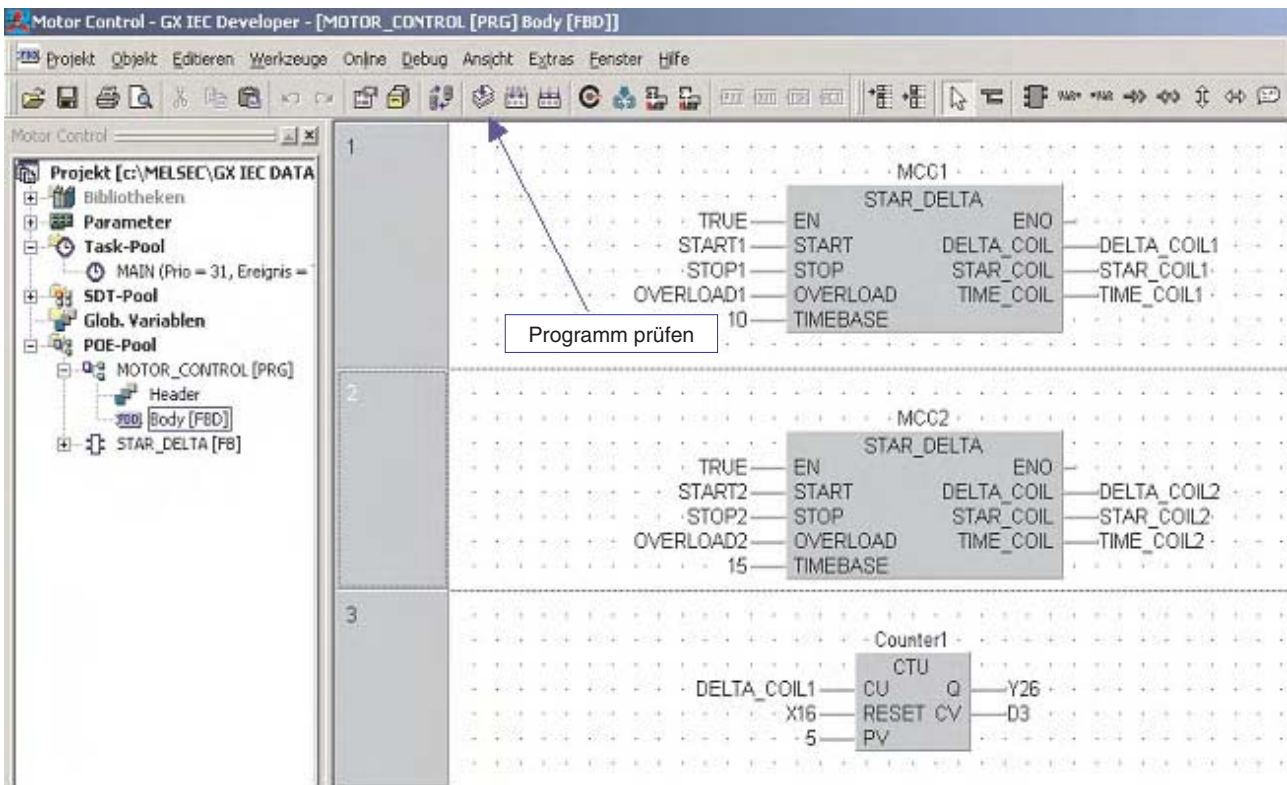 Motor Control - GX IEC Developer - [MOTOR_CONTROL [PRG] Body [FBD]]
Projekt Objekt Editieren Werkzeuge Online Debug Ansicht Extras Fenster Hilfe
Motor Control
Projekt [c:\MELSEC\GX IEC DATA
Bibliotheken
Parameter
Task-Pool
MAIN (Prio = 31, Ereignis =
SDT-Pool
Glob. Variablen
POE-Pool
MOTOR_CONTROL [PRG]
Header
Body [FBD]
STAR_DELTA [FB]
1
MCC1
STAR_DELTA
TRUE EN ENO
START1 START DELTA_COIL DELTA_COIL1
STOP1 STOP STAR_COIL STAR_COIL1
OVERLOAD1 OVERLOAD TIME_COIL TIME_COIL1
10 TIMEBASE
Programm prüfen
2
MCC2
STAR_DELTA
TRUE EN ENO
START2 START DELTA_COIL DELTA_COIL2
STOP2 STOP STAR_COIL STAR_COIL2
OVERLOAD2 OVERLOAD TIME_COIL TIME_COIL2
15 TIMEBASE
3
Counter1
CTU
DELTA_COIL1 CU Q Y26
X16 RESET CV D3
5 PV